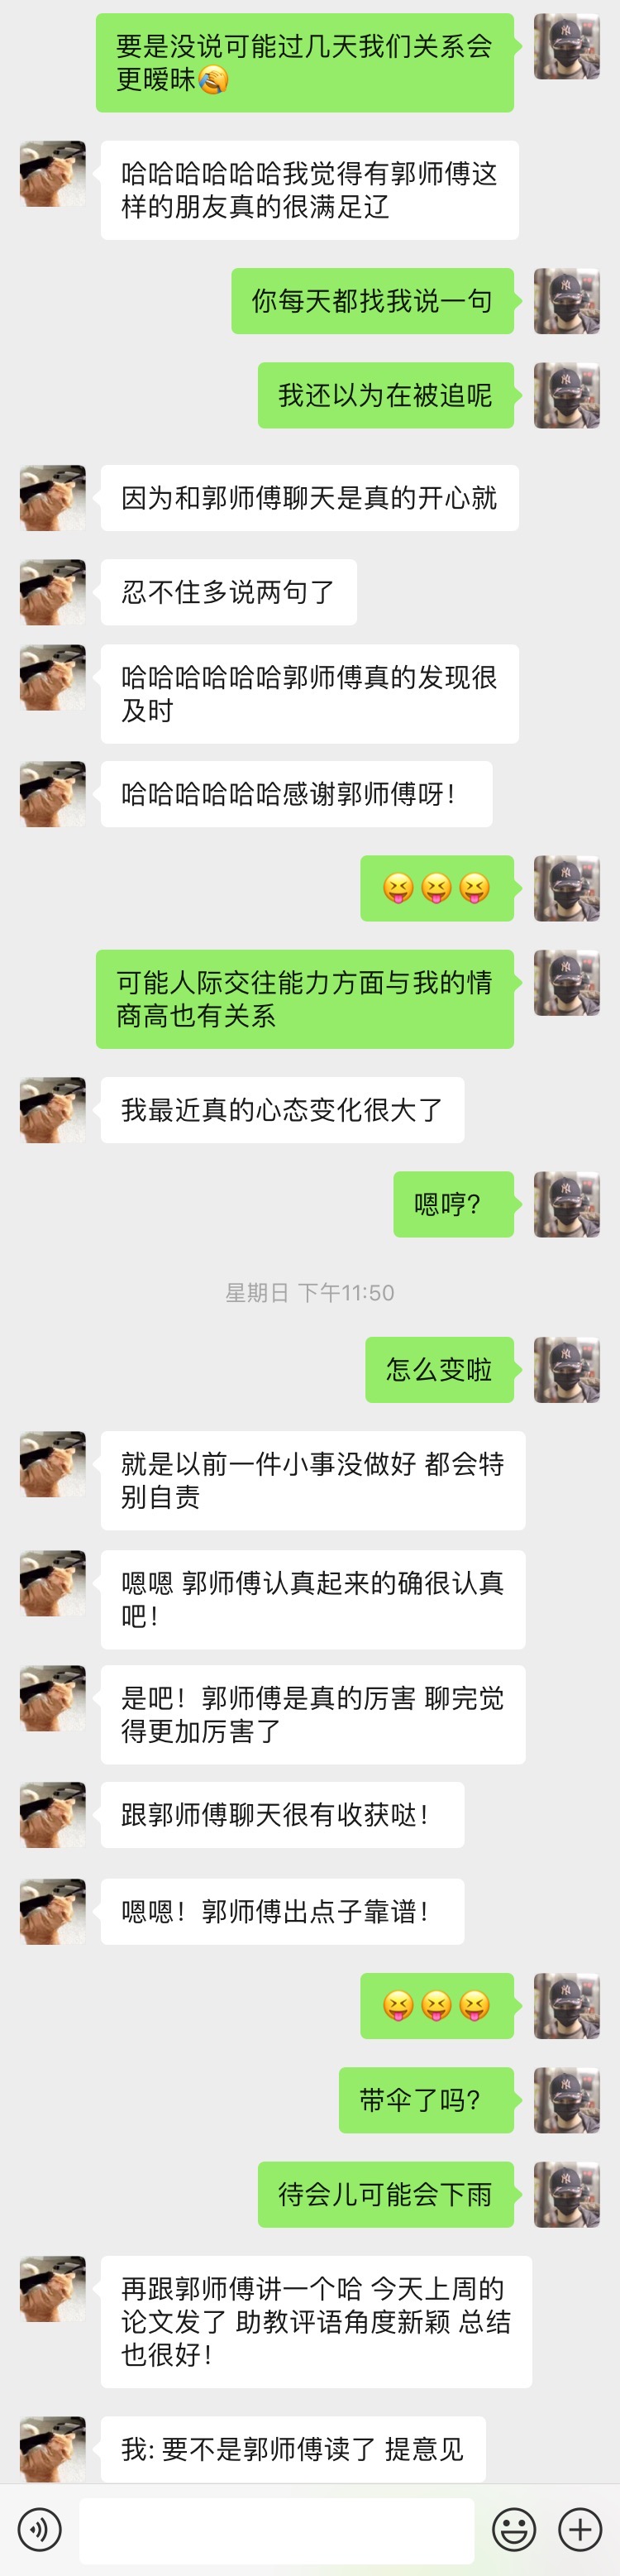 要是没说可能过几天我们关系会
更暧昧🤣
哈哈哈哈哈哈我觉得有郭师傅这
样的朋友真的很满足辽
你每天都找我说一句
我还以为在被追呢
因为和郭师傅聊天是真的开心就
忍不住多说两句了
哈哈哈哈哈哈郭师傅真的发现很
及时
哈哈哈哈哈哈感谢郭师傅呀！
😝😝😝
可能人际交往能力方面与我的情
商高也有关系
我最近真的心态变化很大了
嗯哼？
星期日 下午11:50
怎么变啦
就是以前一件小事没做好 都会特
别自责
嗯嗯 郭师傅认真起来的确很认真
吧！
是吧！郭师傅是真的厉害 聊完觉
得更加厉害了
跟郭师傅聊天很有收获哒！
嗯嗯！郭师傅出点子靠谱！
😝😝😝
带伞了吗？
待会儿可能会下雨
再跟郭师傅讲一个哈 今天上周的
论文发了 助教评语角度新颖 总结
也很好！
我: 要不是郭师傅读了 提意见